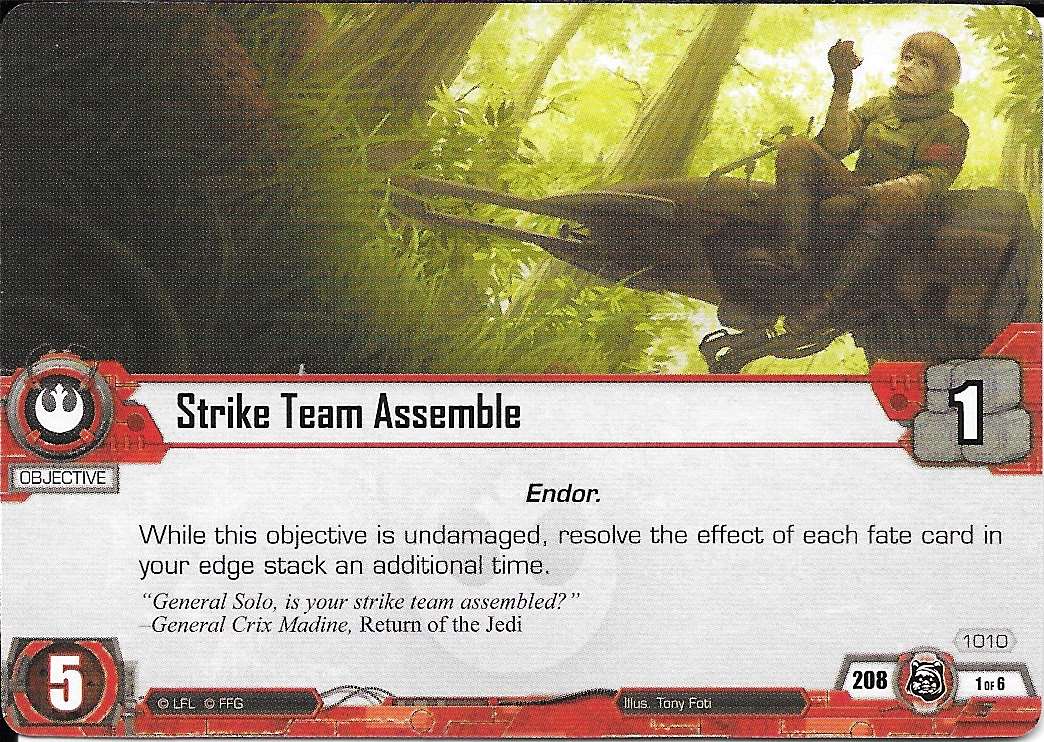 Strike Team Assemble
1
OBJECTIVE
Endor.
While this objective is undamaged, resolve the effect of each fate card in
your edge stack an additional time.
“General Solo, is your strike team assembled?”
–General Crix Madine, Return of the Jedi
1010
5
© LFL © FFG
Illus. Tony Foti
208
1 OF 6